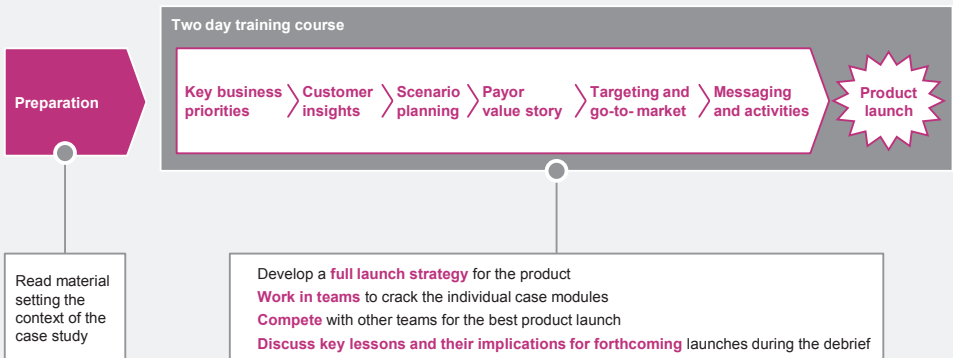 Two day training course
Preparation
Key business
priorities
Customer
insights
Scenario
planning
Payor
value story
Targeting and
go-to- market
Messaging
and activities
Product
launch
Read material
setting the
context of the
case study
Develop a full launch strategy for the product
Work in teams to crack the individual case modules
Compete with other teams for the best product launch
Discuss key lessons and their implications for forthcoming launches during the debrief